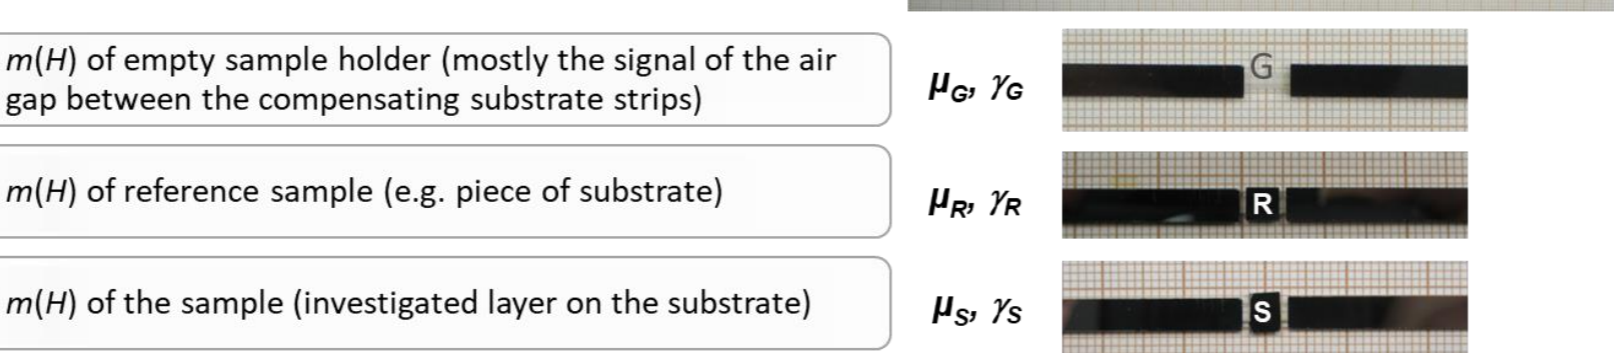 m(H) of empty sample holder (mostly the signal of the air
gap between the compensating substrate strips)
μG, γG
G
m(H) of reference sample (e.g. piece of substrate)
μR, γR
R
m(H) of the sample (investigated layer on the substrate)
μS, γS
S